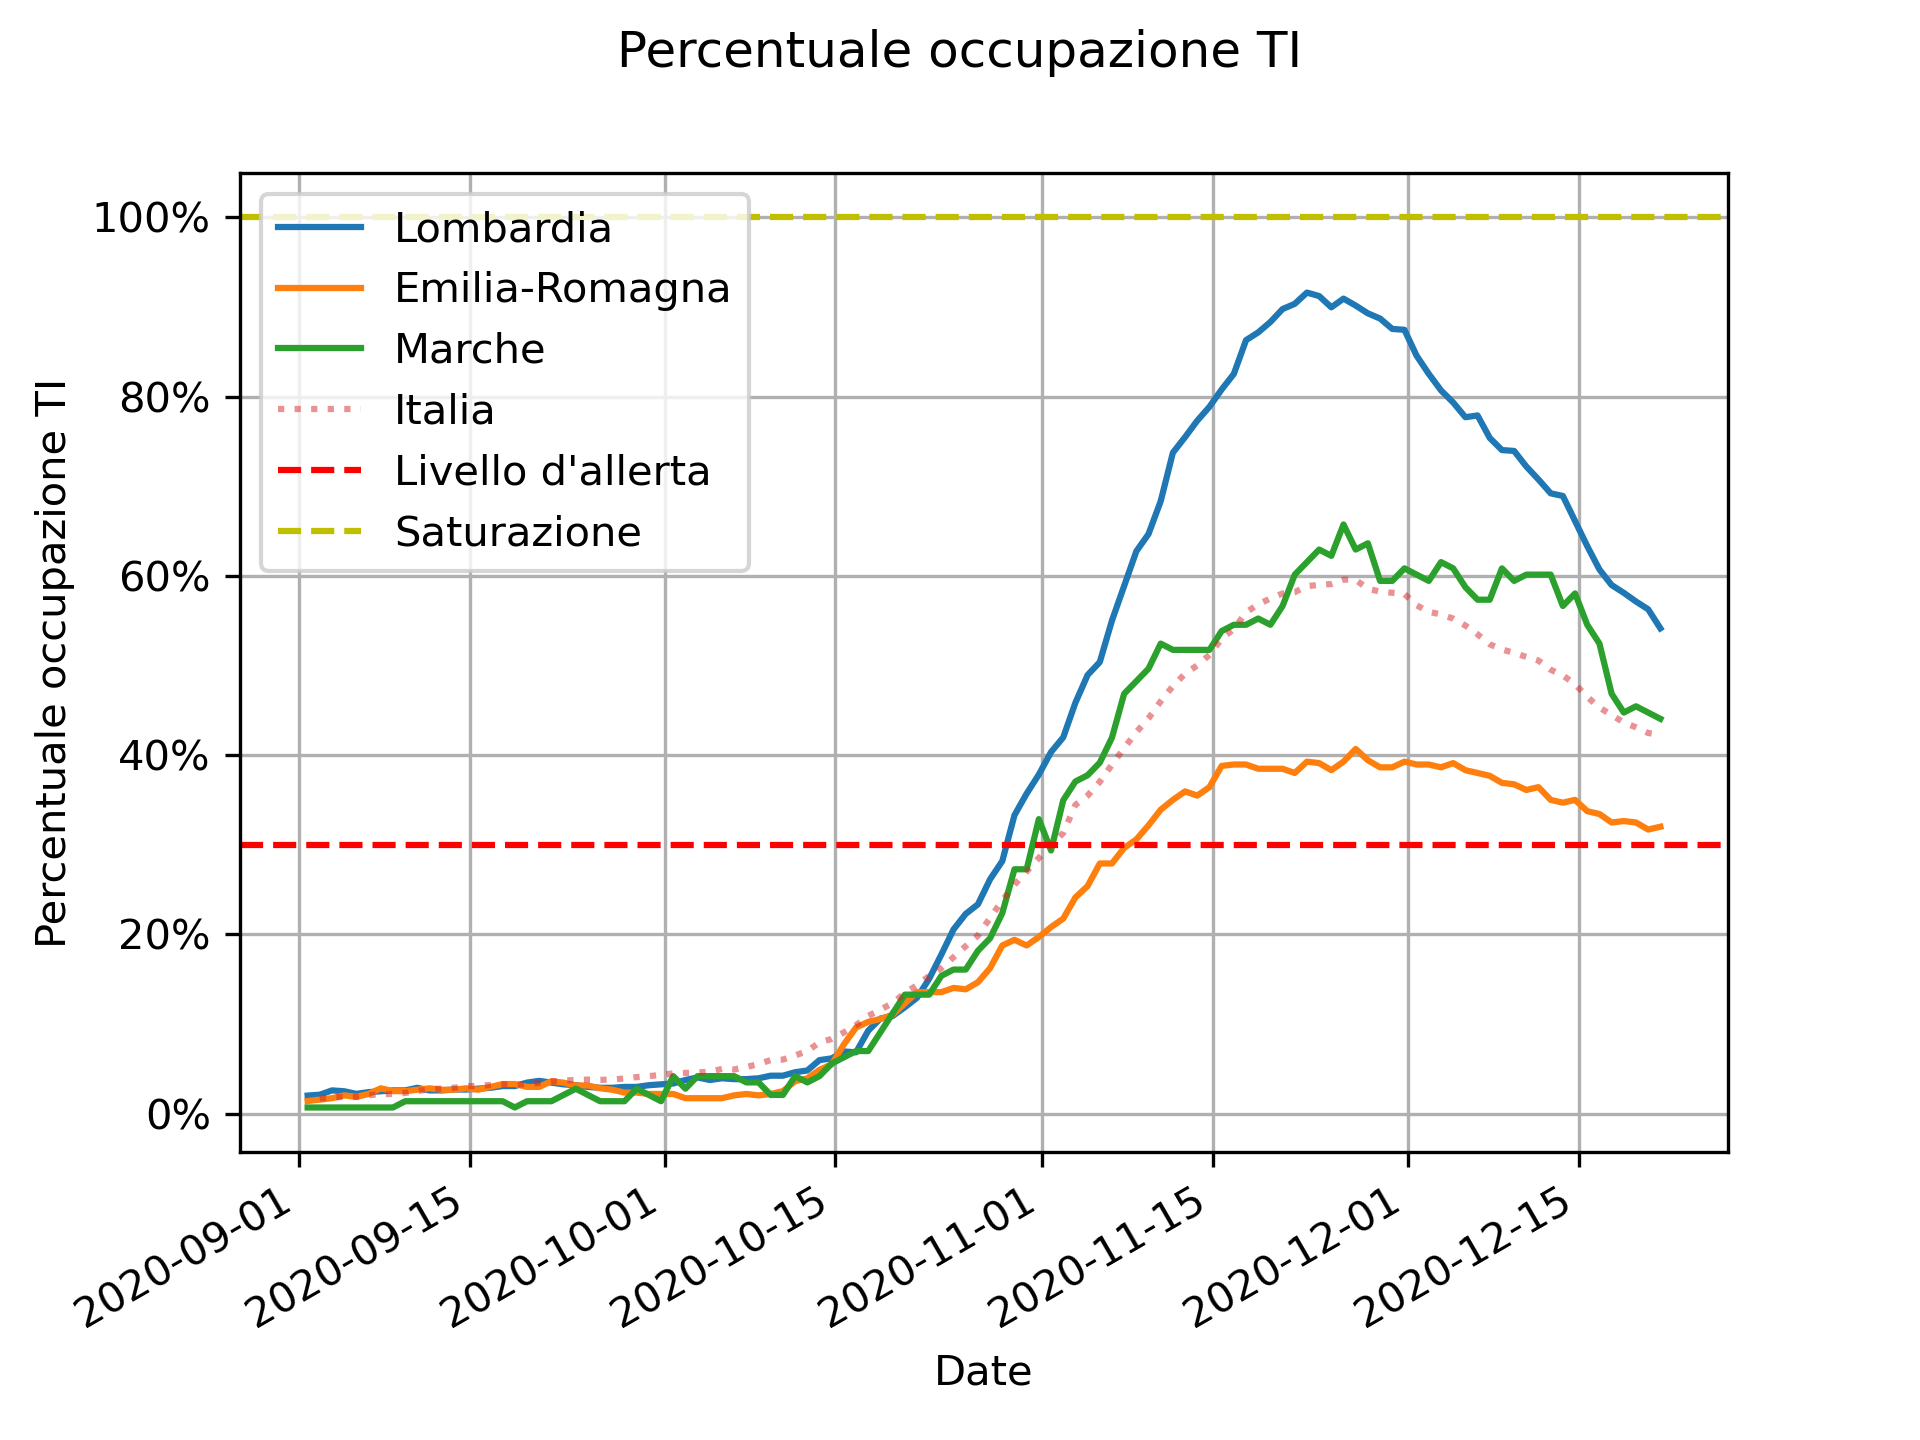 Percentuale occupazione TI
Percentuale occupazione TI
100%
80%
60%
40%
20%
0%
Lombardia
Emilia-Romagna
Marche
Italia
Livello d'allerta
Saturazione
2020-09-01
2020-09-15
2020-10-01
2020-10-15
2020-11-01
2020-11-15
2020-12-01
2020-12-15
Date